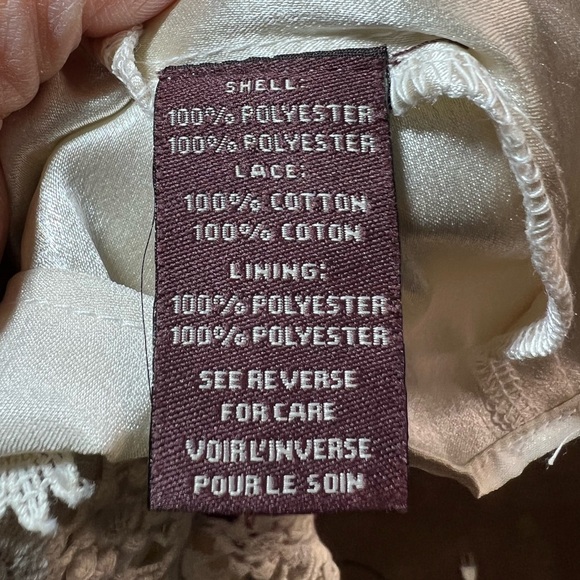 SHELL:
100% POLYESTER
100% POLYESTER
LACE:
100% COTTON
100% COTON
LINING:
100% POLYESTER
100% POLYESTER
SEE REVERSE
FOR CARE
VOIR L'INVERSE
POUR LE SOIN